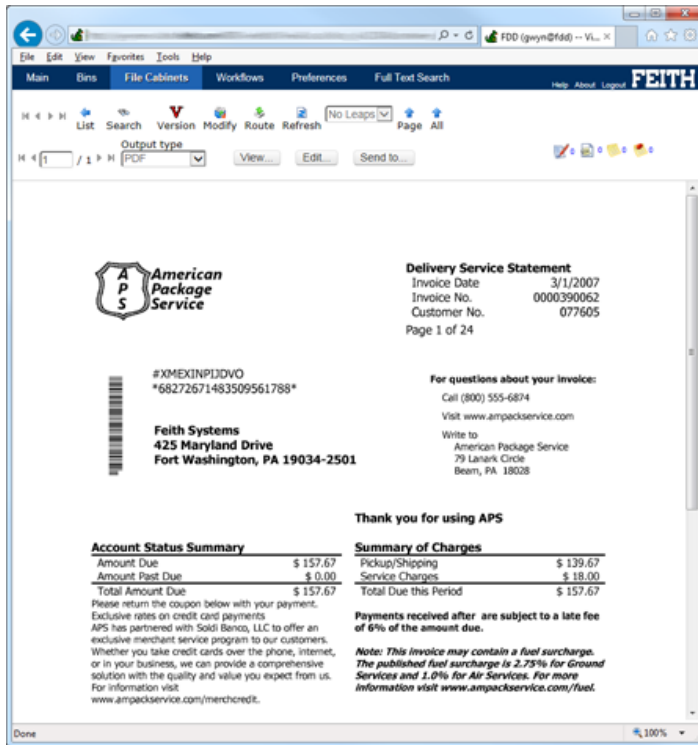 FDD (gwyn@fdd) -- Vi...
File Edit View Favorites Tools Help
Main Bins File Cabinets Workflows Preferences Full Text Search Help About Logout FEITH
List Search Version Modify Route Refresh No Leaps Page All
Output type
1 / 1 PDF View... Edit... Send to... 0 0 0 0
American
Package
Service
A
P
S
Delivery Service Statement
Invoice Date 3/1/2007
Invoice No. 0000390062
Customer No. 077605
Page 1 of 24
#XMEXINPIJDVO
*68272671483509561788*
Feith Systems
425 Maryland Drive
Fort Washington, PA 19034-2501
For questions about your invoice:
Call (800) 555-6874
Visit www.ampackservice.com
Write to
American Package Service
79 Lanark Circle
Beam, PA 18028
Thank you for using APS
Account Status Summary
Amount Due $ 157.67
Amount Past Due $ 0.00
Total Amount Due $ 157.67
Please return the coupon below with your payment.
Exclusive rates on credit card payments
APS has partnered with Soldi Banco, LLC to offer an
exclusive merchant service program to our customers.
Whether you take credit cards over the phone, internet,
or in your business, we can provide a comprehensive
solution with the quality and value you expect from us.
For information visit
www.ampackservice.com/merchcredit.
Summary of Charges
Pickup/Shipping $ 139.67
Service Charges $ 18.00
Total Due this Period $ 157.67
Payments received after are subject to a late fee
of 6% of the amount due.
Note: This invoice may contain a fuel surcharge.
The published fuel surcharge is 2.75% for Ground
Services and 1.0% for Air Services. For more
information visit www.ampackservice.com/fuel.
Done 100%